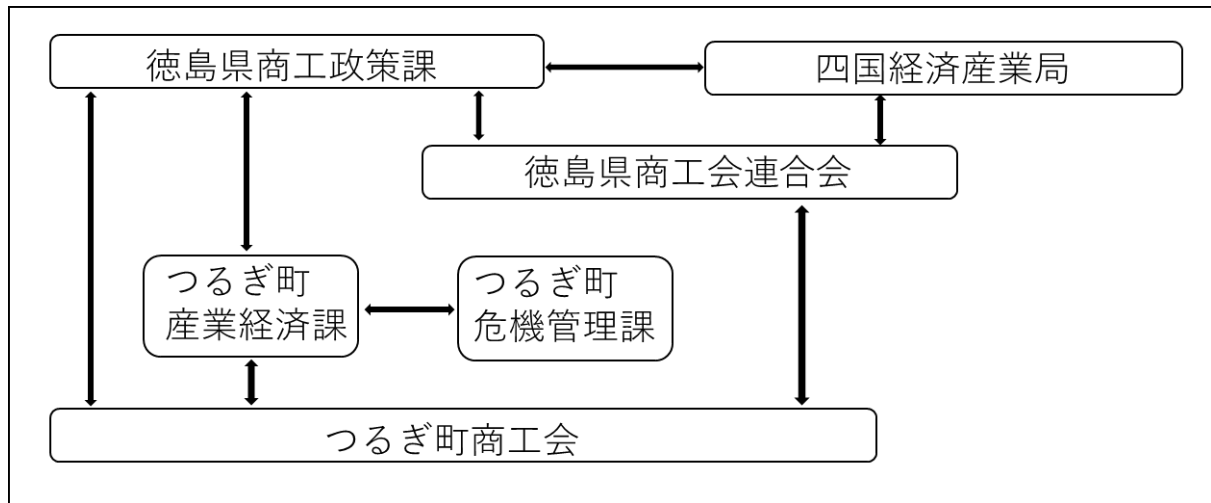 徳島県商工政策課
四国経済産業局
徳島県商工会連合会
つるぎ町
産業経済課
つるぎ町
危機管理課
つるぎ町商工会